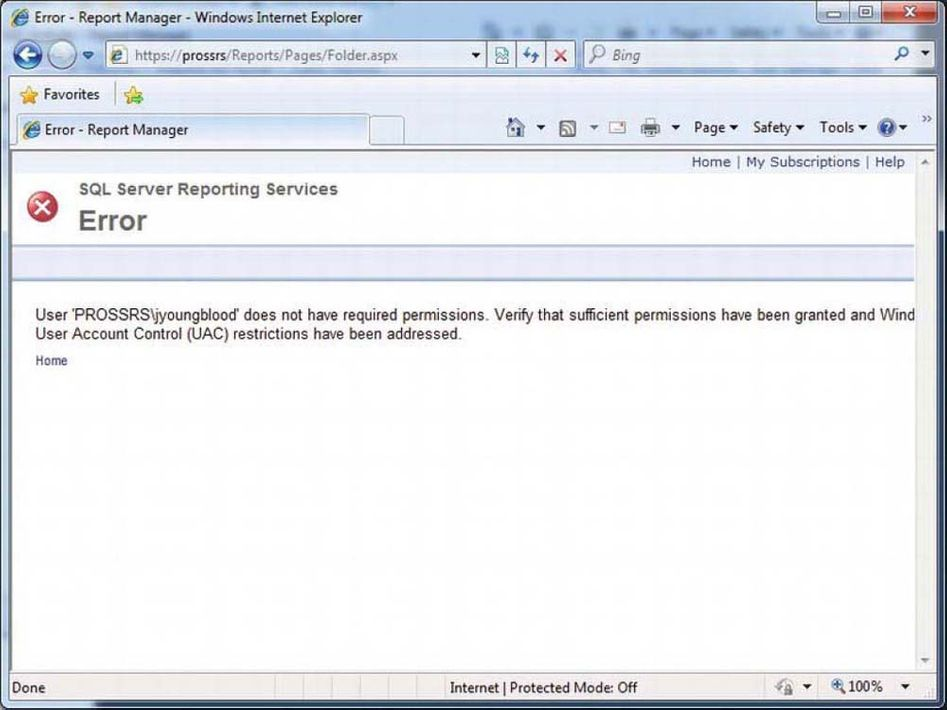 Error - Report Manager - Windows Internet Explorer
https://prossrs/Reports/Pages/Folder.aspx
Bing
Favorites
Error - Report Manager
Page Safety Tools
Home | My Subscriptions | Help
SQL Server Reporting Services
Error
User 'PROSSRS\jyoungblood' does not have required permissions. Verify that sufficient permissions have been granted and Wind
User Account Control (UAC) restrictions have been addressed.
Home
Done
Internet | Protected Mode: Off
100%